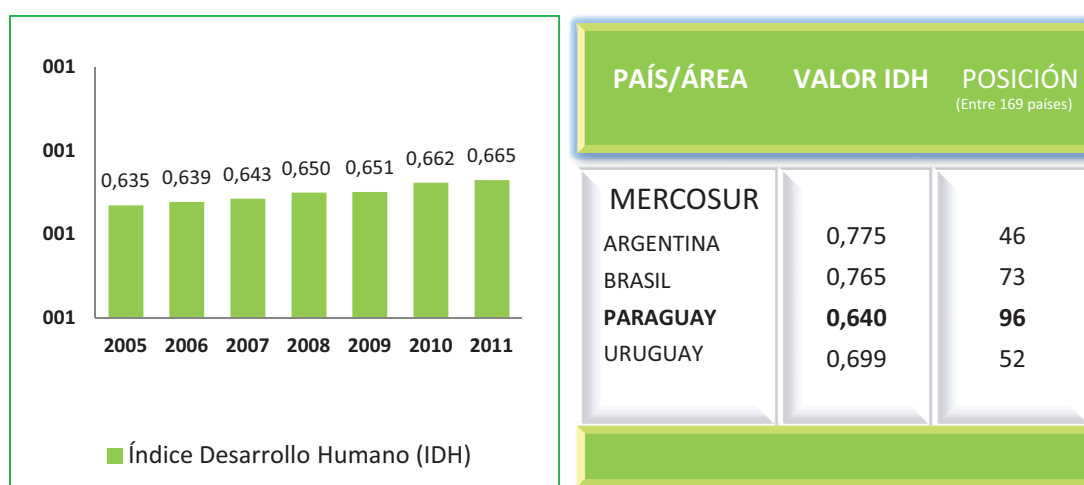 001
001
001
001
0,635
0,639
0,643
0,650
0,651
0,662
0,665
2005 2006 2007 2008 2009 2010 2011
Índice Desarrollo Humano (IDH)
PAÍS/ÁREA VALOR IDH POSICIÓN
(Entre 169 países)
MERCOSUR
ARGENTINA 0,775 46
BRASIL 0,765 73
PARAGUAY 0,640 96
URUGUAY 0,699 52